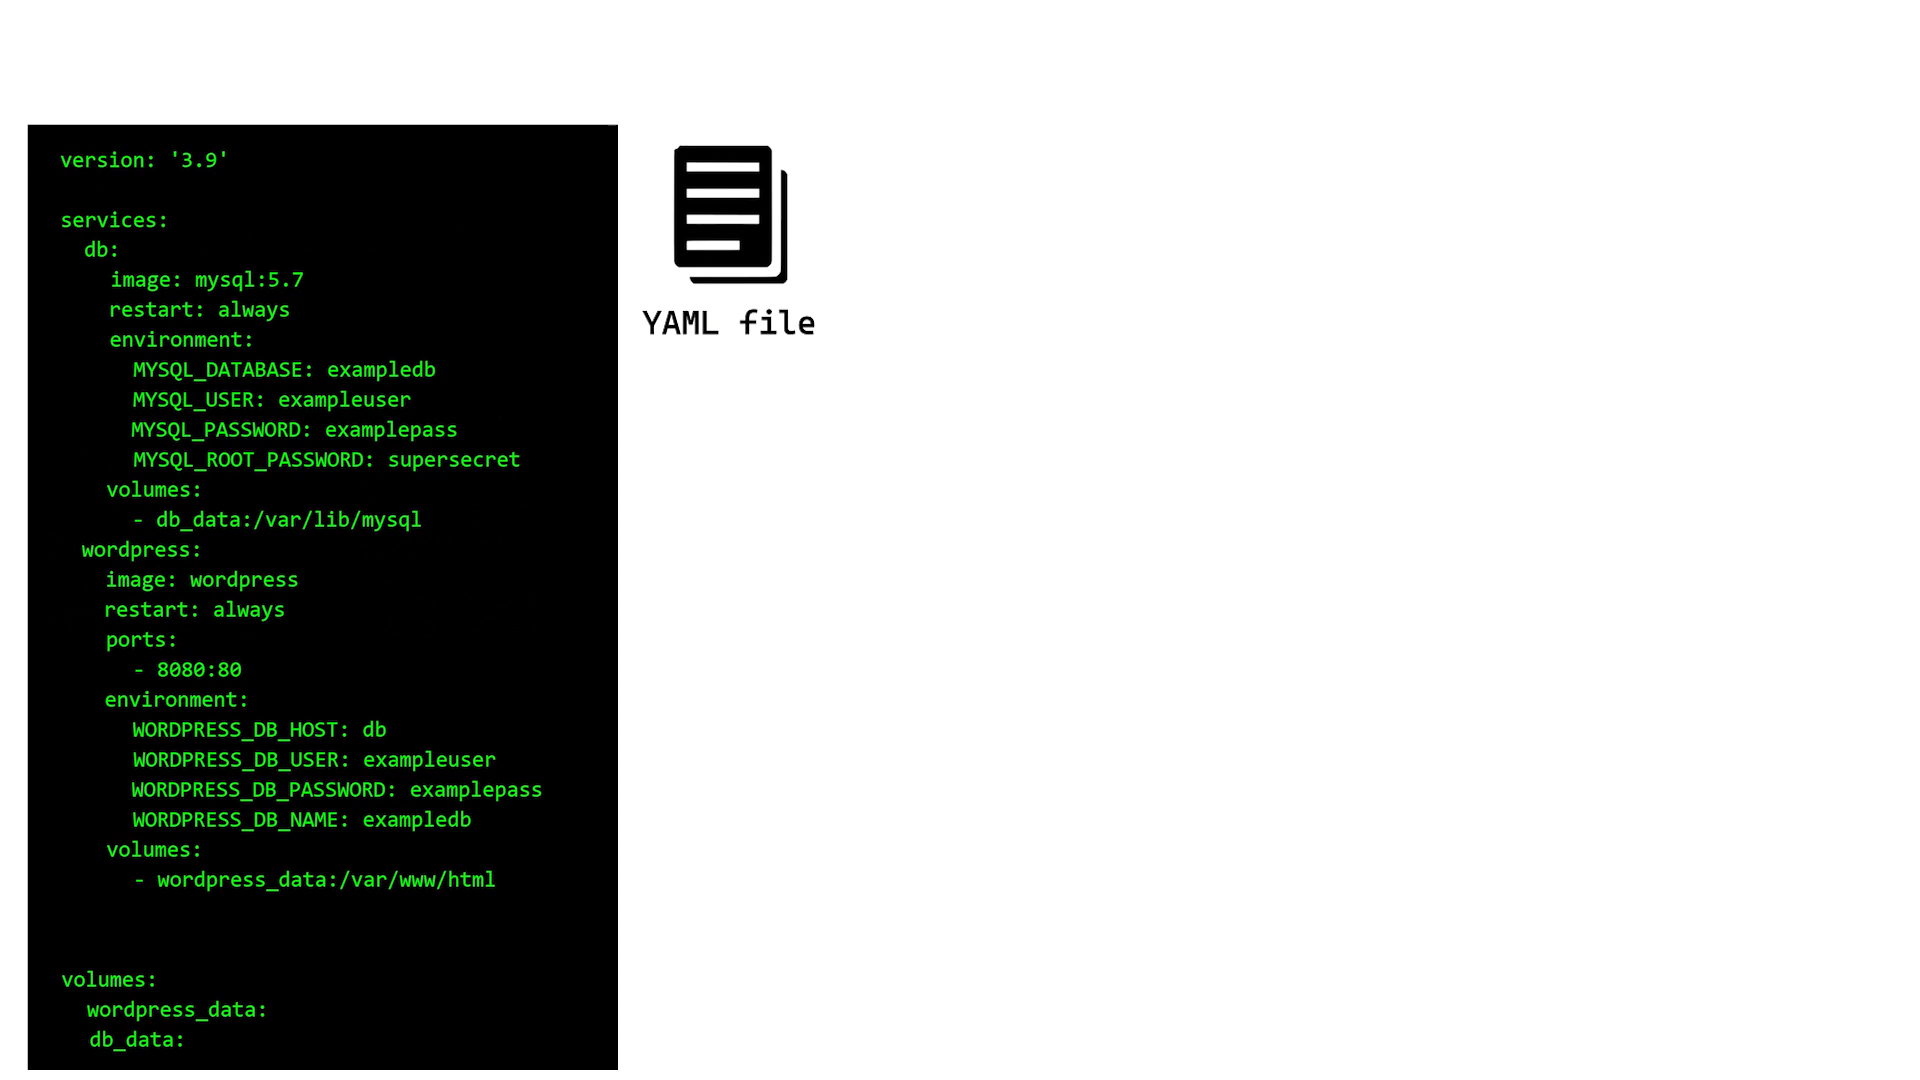 version: '3.9'
services:
db:
image: mysql:5.7
restart: always
environment:
MYSQL_DATABASE: exampledb
MYSQL_USER: exampleuser
MYSQL_PASSWORD: examplepass
MYSQL_ROOT_PASSWORD: supersecret
volumes:
- db_data:/var/lib/mysql
wordpress:
image: wordpress
restart: always
ports:
- 8080:80
environment:
WORDPRESS_DB_HOST: db
WORDPRESS_DB_USER: exampleuser
WORDPRESS_DB_PASSWORD: examplepass
WORDPRESS_DB_NAME: exampledb
volumes:
- wordpress_data:/var/www/html
volumes:
wordpress_data:
db_data:
YAML file